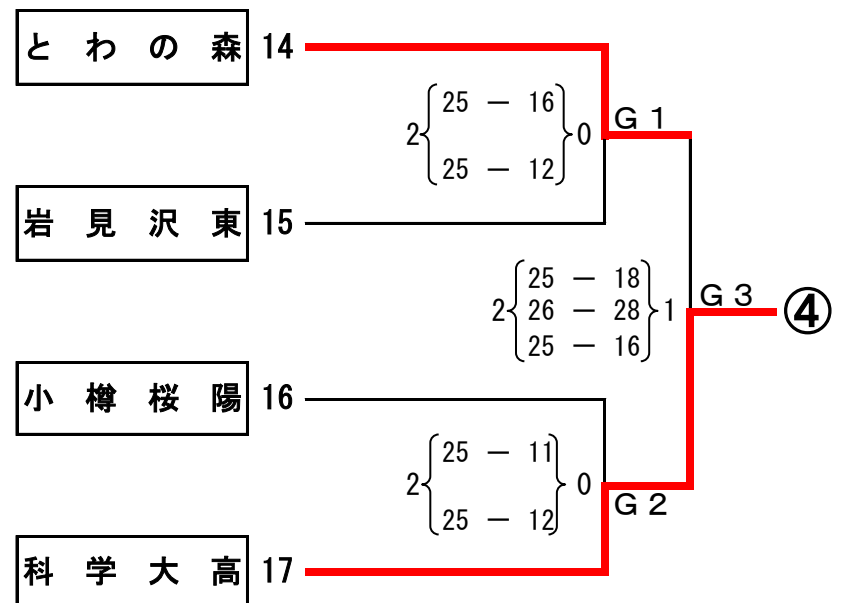 と わ の 森 14
2 25 － 16 0
25 － 12
G 1
岩 見 沢 東 15
2 25 － 18 1
26 － 28
25 － 16
G 3
④
小 樽 桜 陽 16
2 25 － 11 0
25 － 12
G 2
科 学 大 高 17